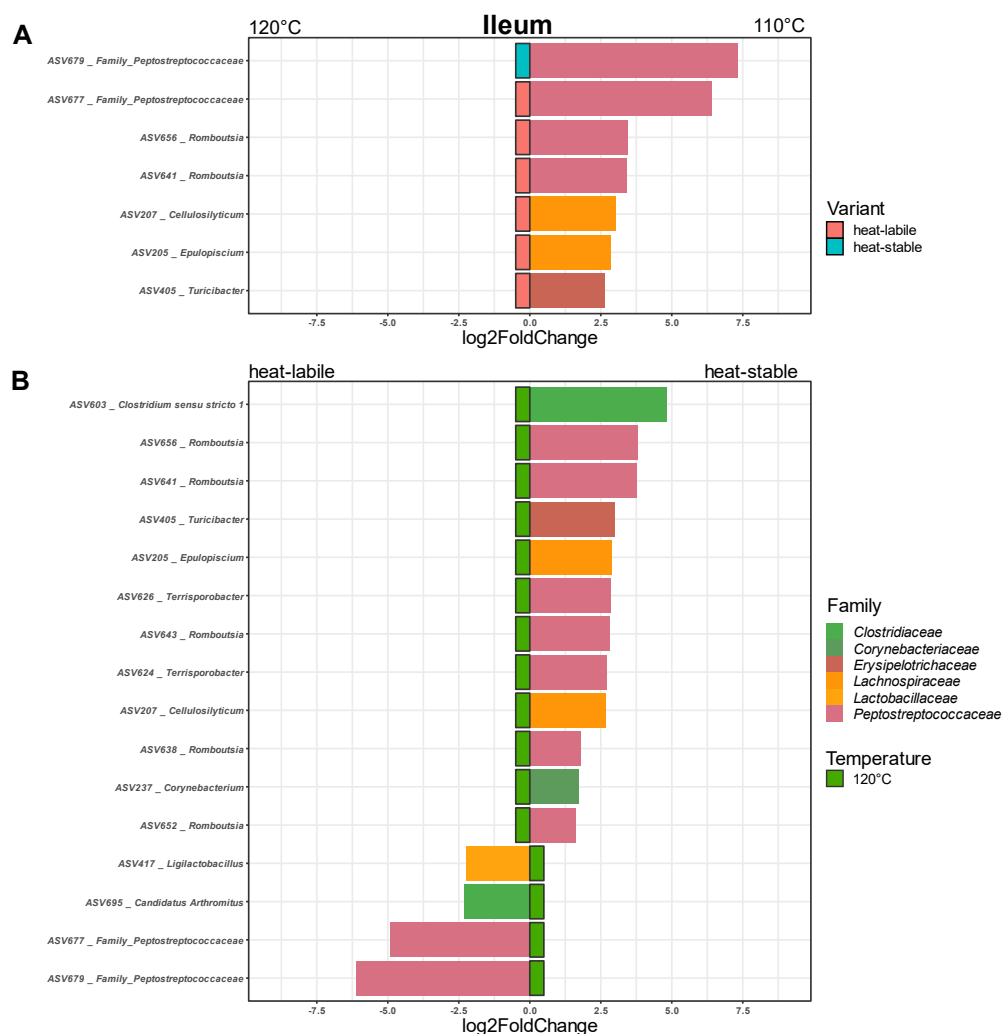 A
120°C
Ileum
110°C
ASV679 _ Family_Peptostreptococcaceae
ASV677 _ Family_Peptostreptococcaceae
ASV656 _ Romboutsia
ASV641 _ Romboutsia
ASV207 _ Cellulosilyticum
ASV205 _ Epulopiscium
ASV405 _ Turicibacter
-7.5 -5.0 -2.5 0.0 2.5 5.0 7.5
log2FoldChange
Variant
heat-labile
heat-stable
B
heat-labile
heat-stable
ASV603 _ Clostridium sensu stricto 1
ASV656 _ Romboutsia
ASV641 _ Romboutsia
ASV405 _ Turicibacter
ASV205 _ Epulopiscium
ASV626 _ Terrisporobacter
ASV643 _ Romboutsia
ASV624 _ Terrisporobacter
ASV207 _ Cellulosilyticum
ASV638 _ Romboutsia
ASV237 _ Corynebacterium
ASV652 _ Romboutsia
ASV417 _ Ligilactobacillus
ASV695 _ Candidatus Arthromitus
ASV677 _ Family_Peptostreptococcaceae
ASV679 _ Family_Peptostreptococcaceae
-7.5 -5.0 -2.5 0.0 2.5 5.0 7.5
log2FoldChange
Family
Clostridiaceae
Corynebacteriaceae
Erysipelotrichaceae
Lachnospiraceae
Lactobacillaceae
Peptostreptococcaceae
Temperature
120°C